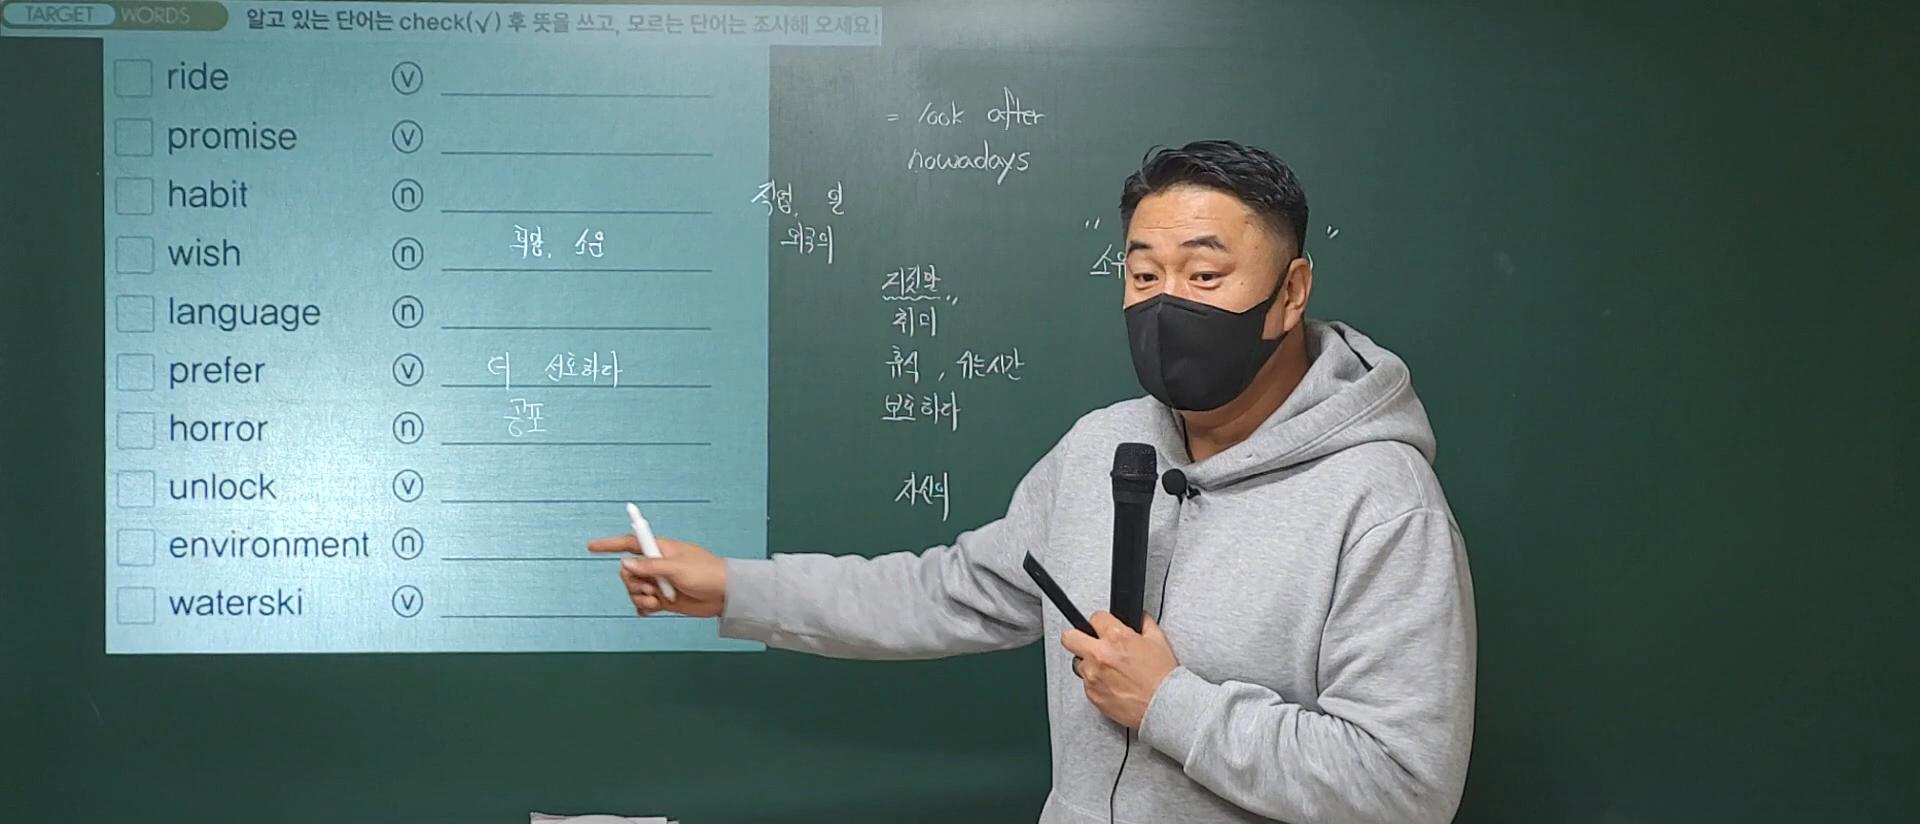 TARGET WORDS 알고 있는 단어는 check(√) 후 뜻을 쓰고, 모르는 단어는 조사해 오세요!
ride ⓥ
promise ⓥ
habit ⓝ
wish ⓝ 희망, 소원
language ⓝ
prefer ⓥ 더 선호하다
horror ⓝ 공포
unlock ⓥ
environment ⓝ
waterski ⓥ
= look after
nowadays
직업, 일
외국의
거짓말
취미
휴식, 쉬는시간
보호하다
자신의
" 소유 "